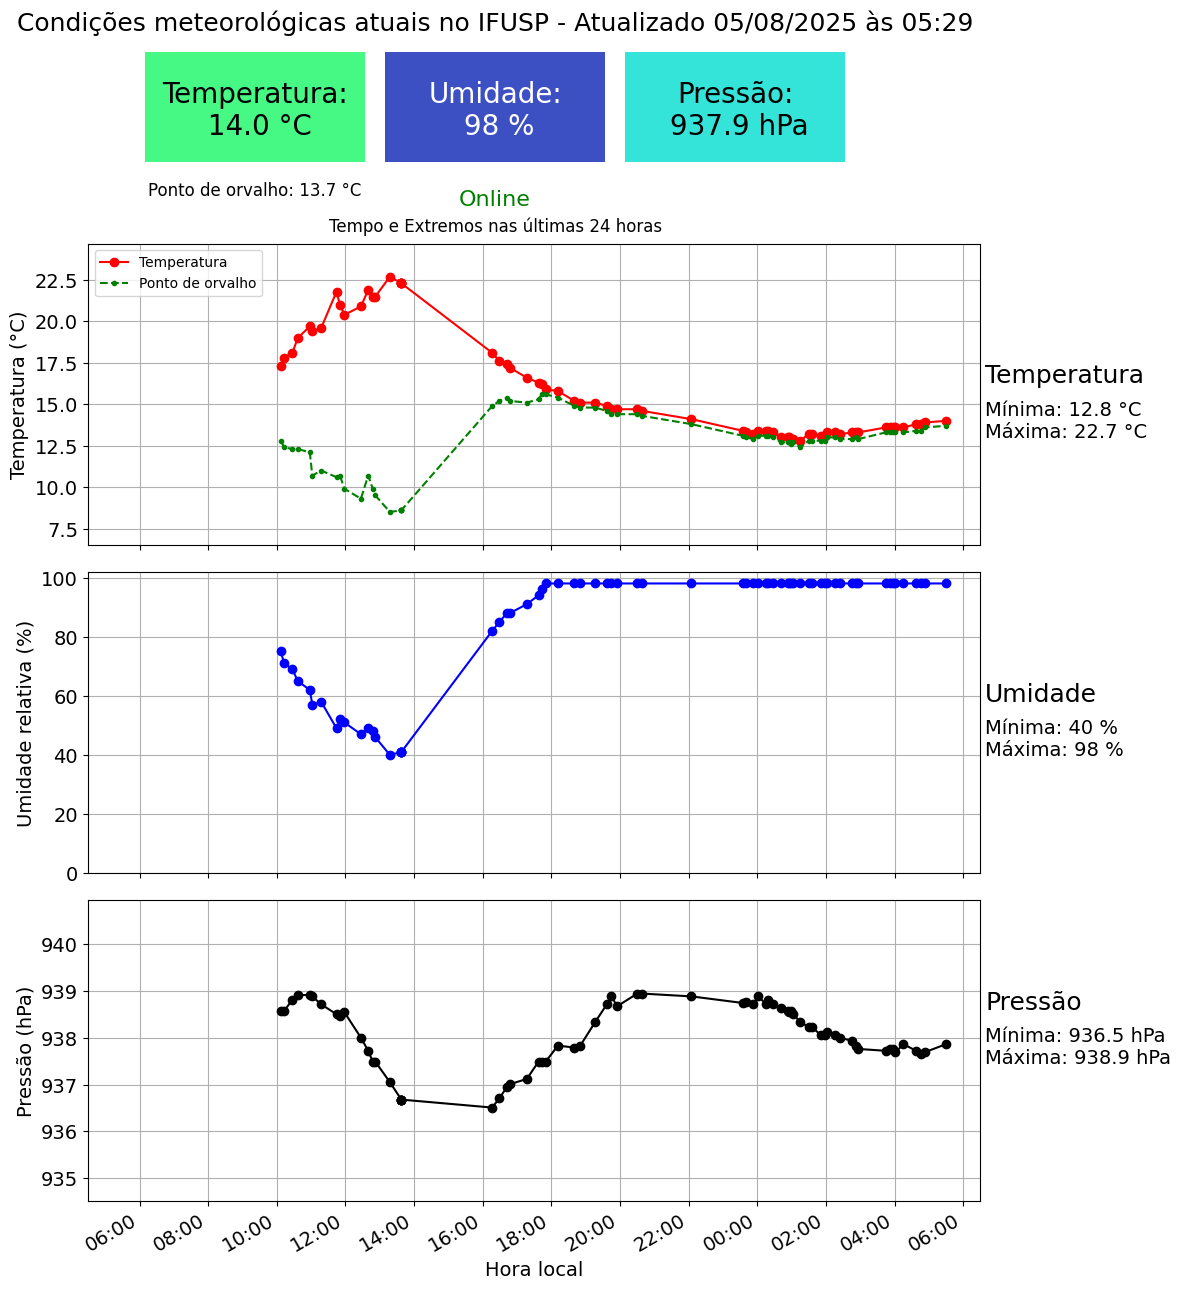 Condições meteorológicas atuais no IFUSP - Atualizado 05/08/2025 às 05:29
Temperatura:
14.0 °C
Umidade:
98 %
Pressão:
937.9 hPa
Ponto de orvalho: 13.7 °C
Online
Tempo e Extremos nas últimas 24 horas
Temperatura
Ponto de orvalho
Temperatura (°C)
22.5
20.0
17.5
15.0
12.5
10.0
7.5
Temperatura
Mínima: 12.8 °C
Máxima: 22.7 °C
Umidade relativa (%)
100
80
60
40
20
0
Umidade
Mínima: 40 %
Máxima: 98 %
Pressão (hPa)
940
939
938
937
936
935
Pressão
Mínima: 936.5 hPa
Máxima: 938.9 hPa
06:00 08:00 10:00 12:00 14:00 16:00 18:00 20:00 22:00 00:00 02:00 04:00 06:00
Hora local